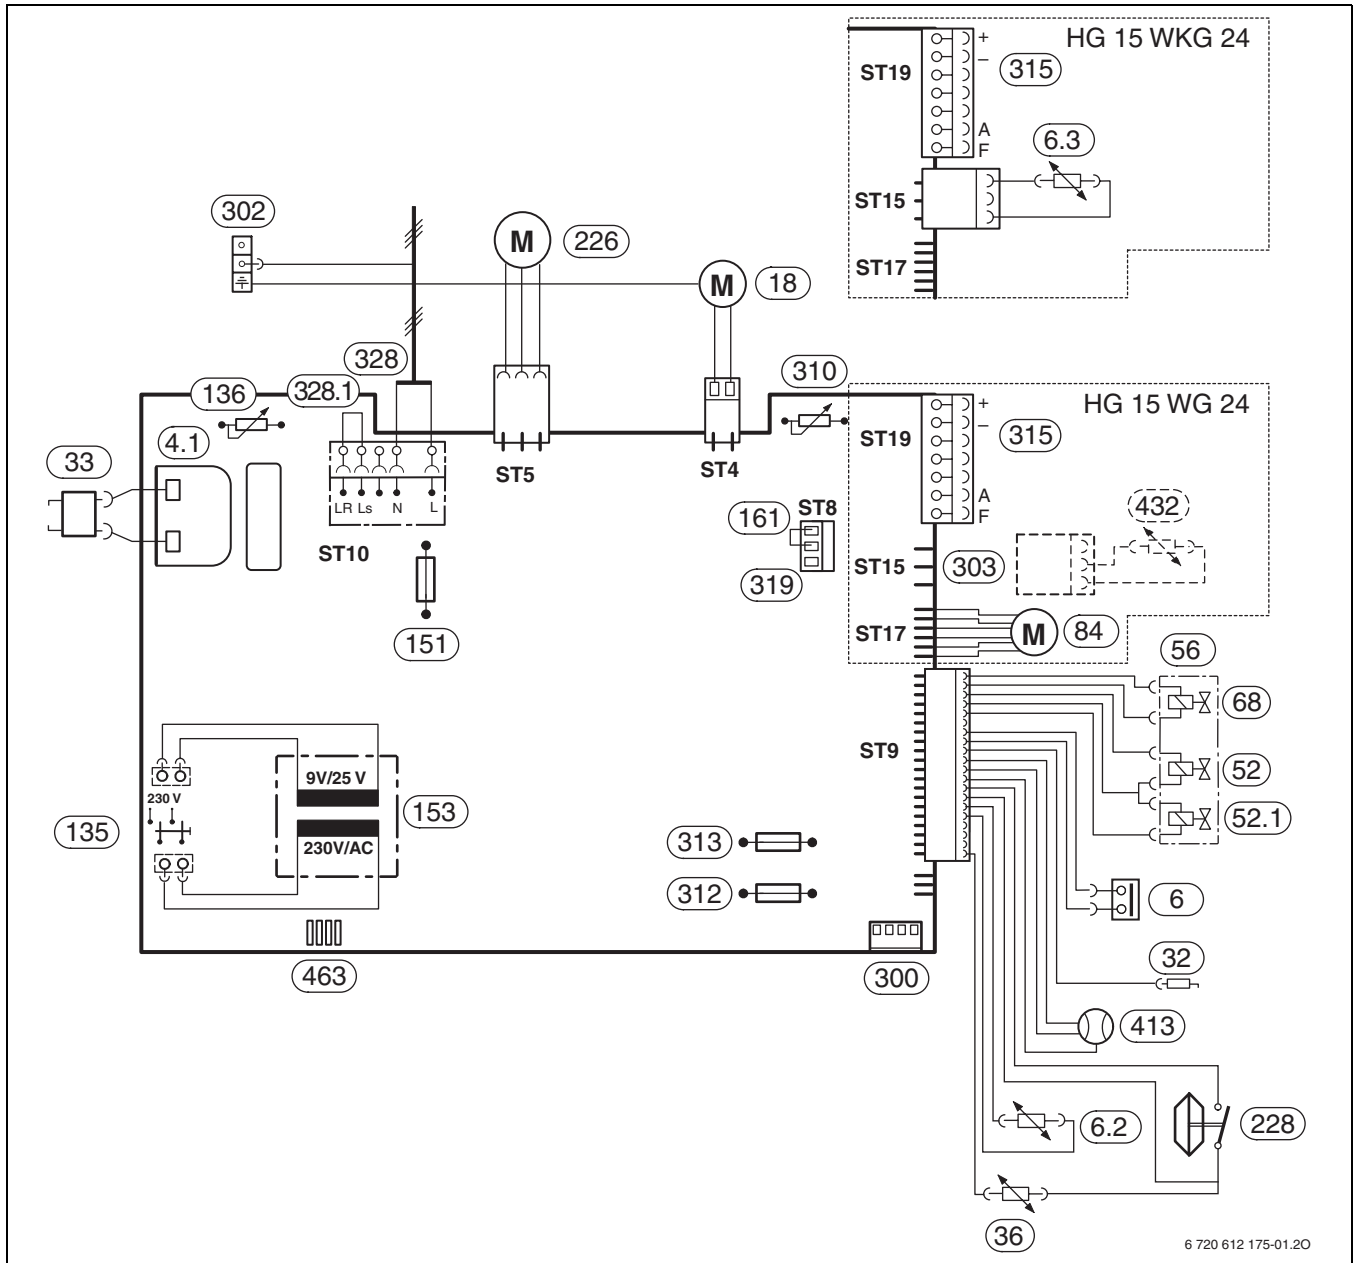 HG 15 WKG 24
+
–
ST19
315
A
F
6.3
ST15
ST17
302
M
226
M
18
328
310
136
328.1
HG 15 WG 24
+
–
ST19
315
4.1
33
ST5
ST4
A
F
432
LR Ls N L
ST8
161
ST10
ST15
303
319
151
ST17
M
84
56
68
ST9
52
9V/25 V
230 V
153
52.1
135
230V/AC
313
312
6
463
300
32
413
6.2
228
36
6 720 612 175-01.2O